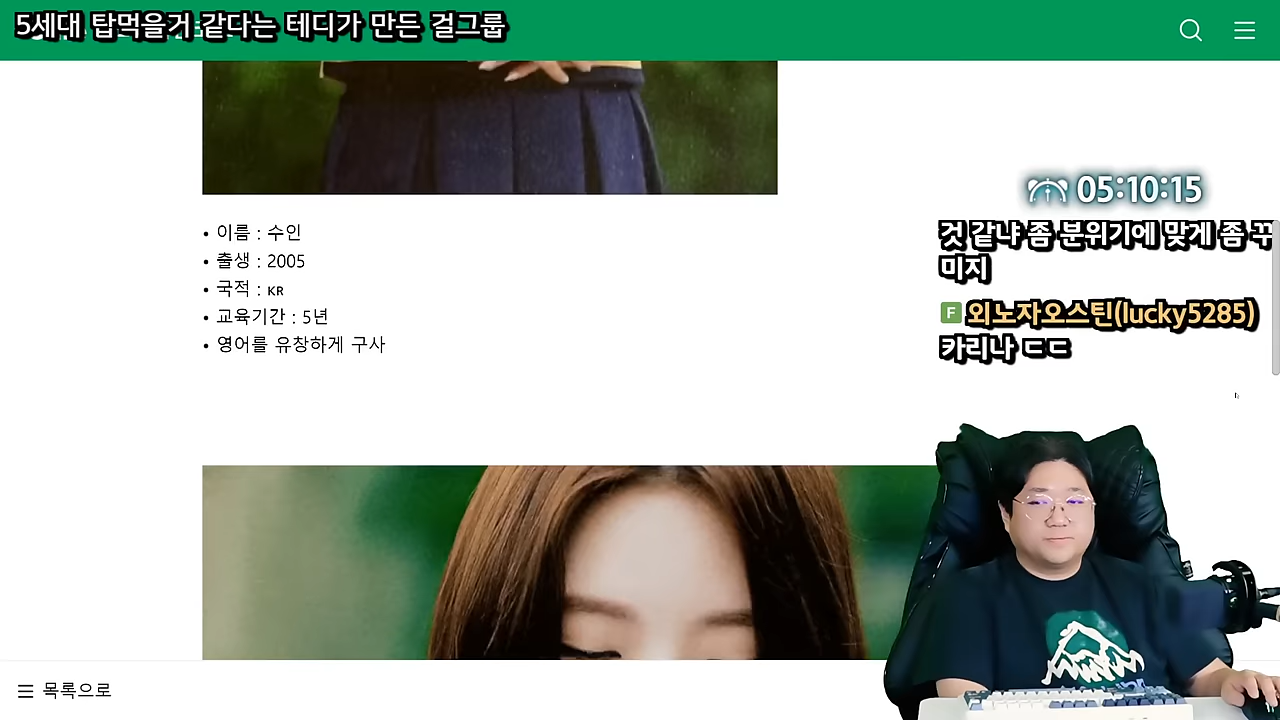 5세대 탑먹을거 같다는 테디가 만든 걸그룹
05:10:15
것 같냐 좀 분위기에 맞게 좀 꾸
미지
F 외노자오스틴(lucky5285)
카리나 ㄷㄷ
• 이름 : 수인
• 출생 : 2005
• 국적 : KR
• 교육기간 : 5년
• 영어를 유창하게 구사
목록으로